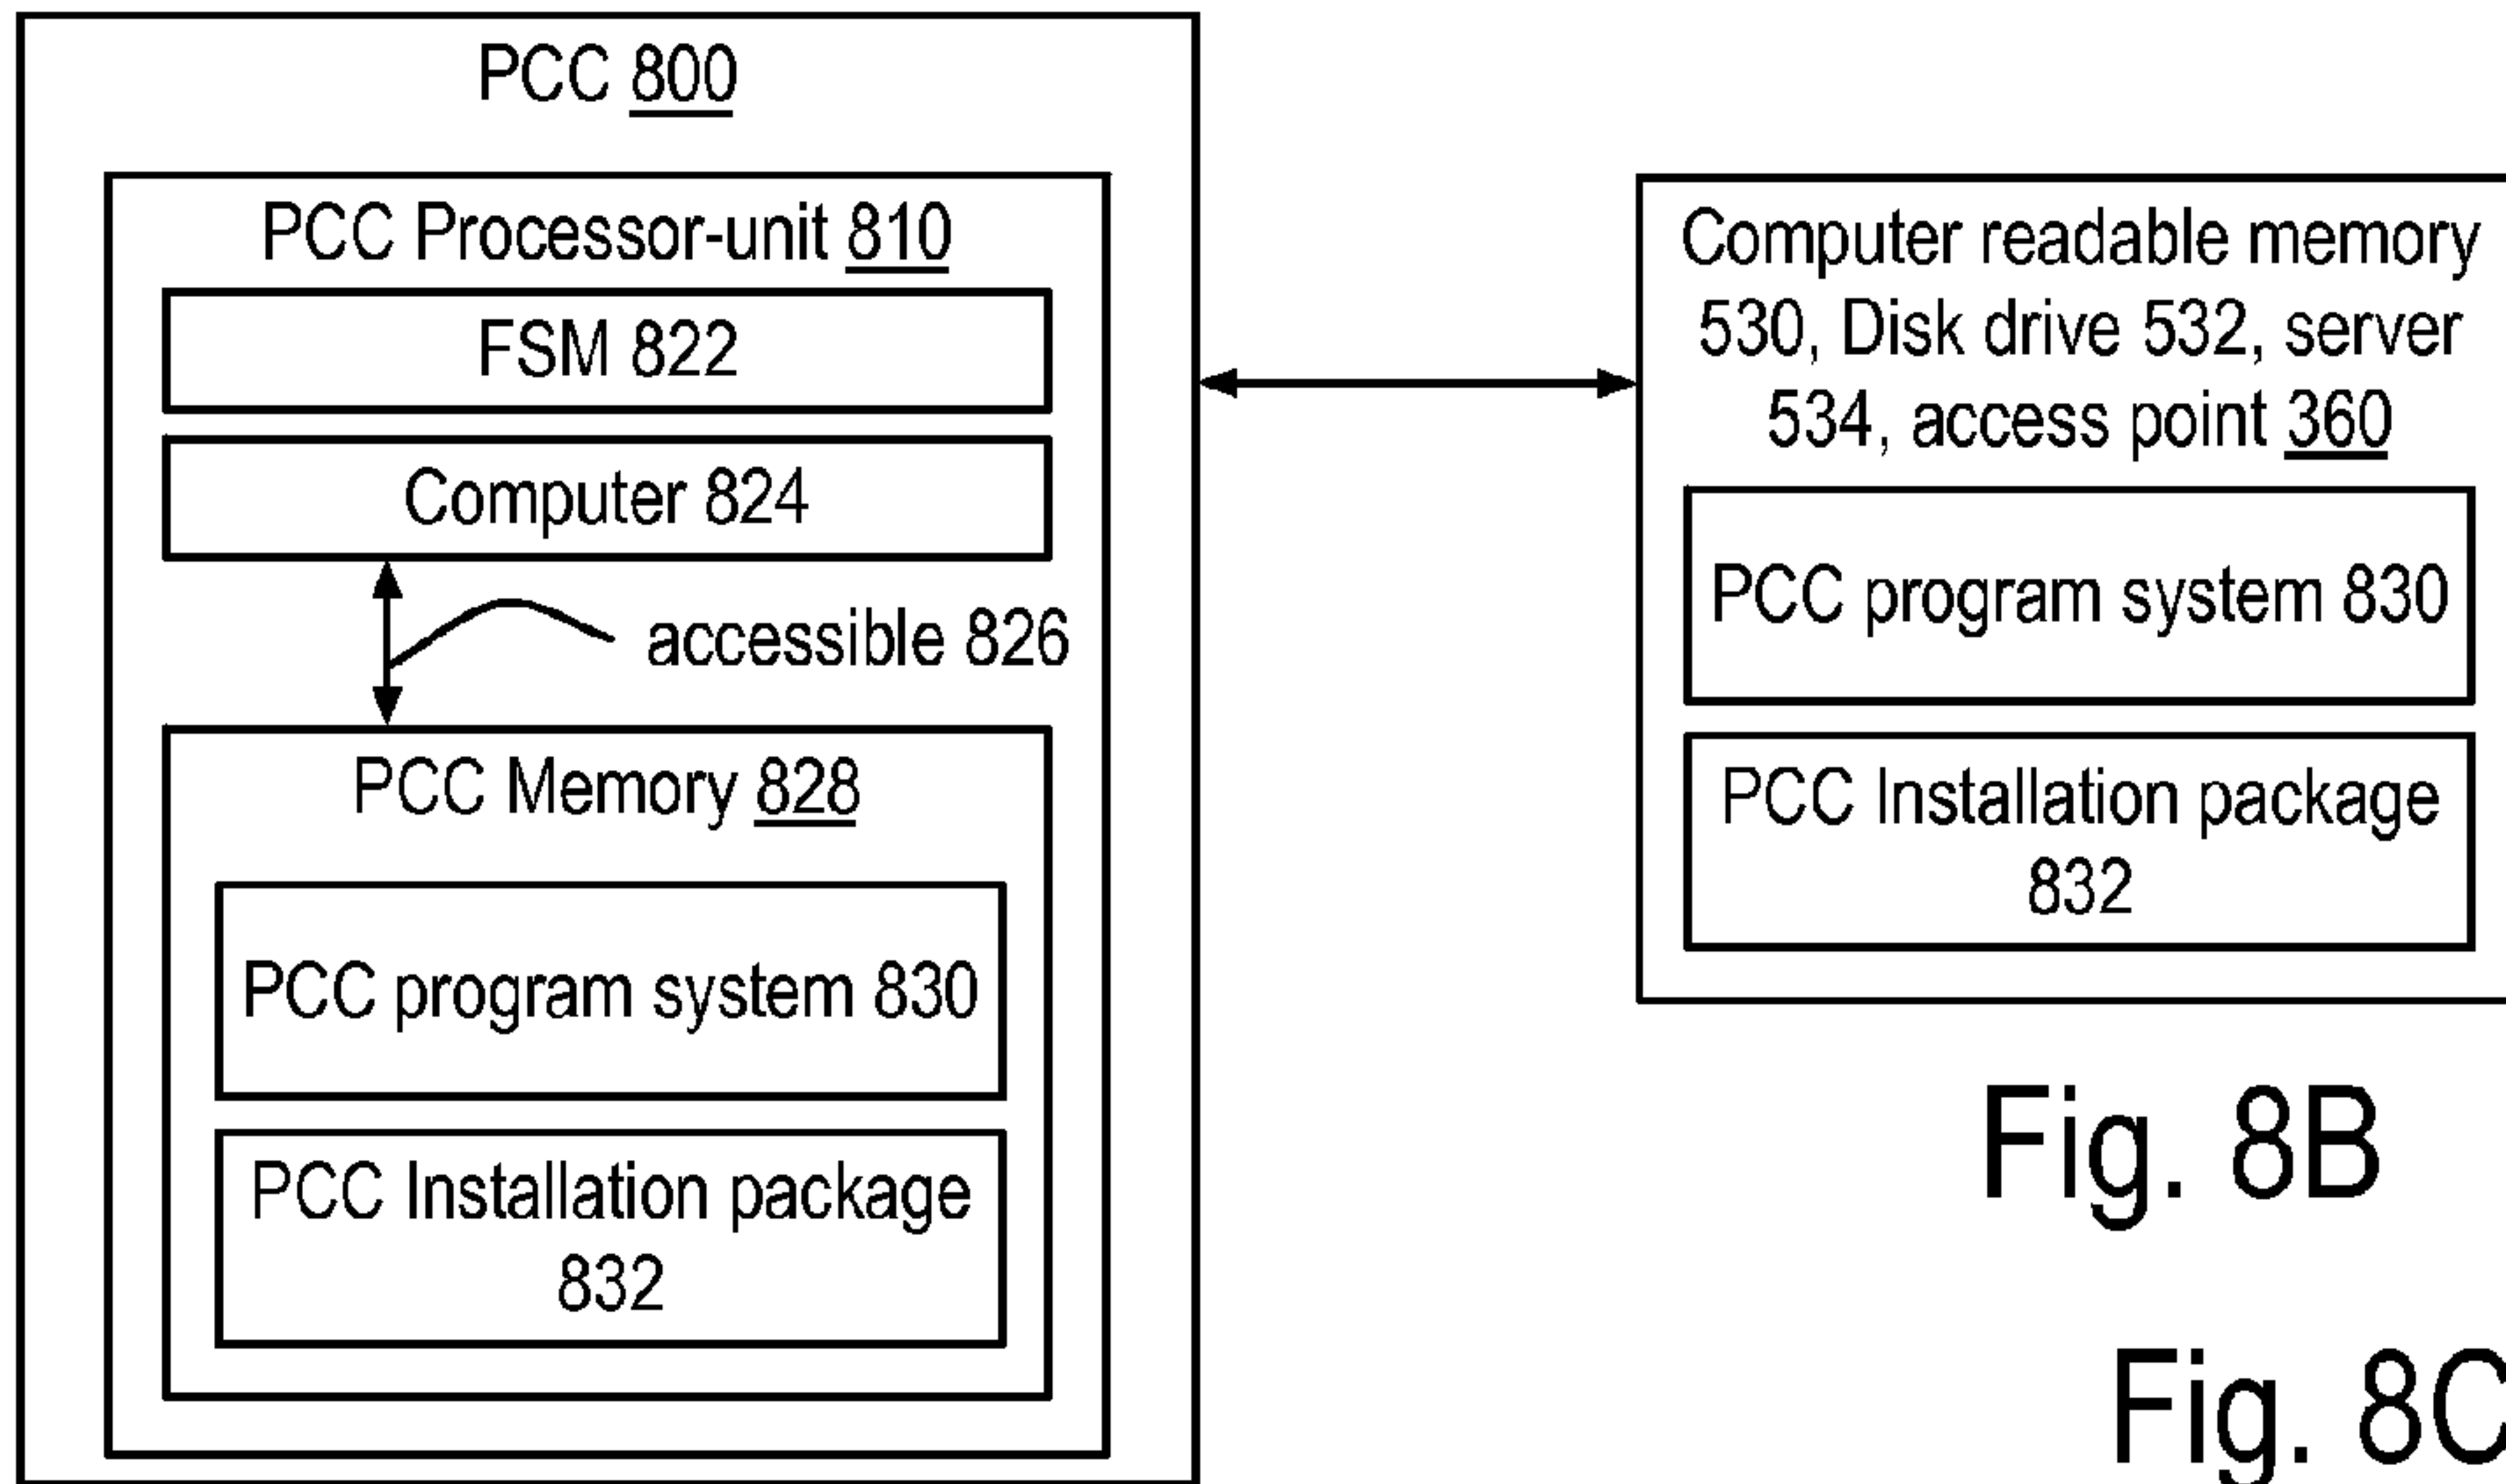 PCC 800
PCC Processor-unit 810
FSM 822
Computer 824
accessible 826
PCC Memory 828
PCC program system 830
PCC Installation package
832
Computer readable memory
530, Disk drive 532, server
534, access point 360
PCC program system 830
PCC Installation package
832
Fig. 8B
Fig. 8C